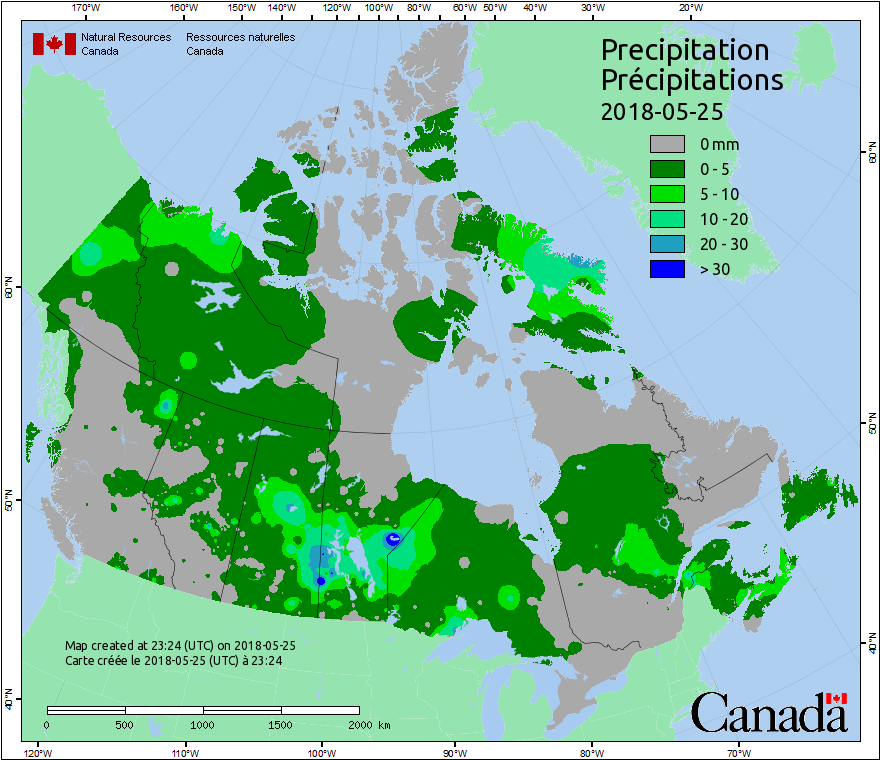 170°W 160°W 150°W 140°W 120°W 100°W 80°W 60°W 50°W 40°W 30°W 20°W
Natural Resources Ressources naturelles
Canada Canada
Precipitation
Précipitations
2018-05-25
0 mm
0 - 5
5 - 10
10 - 20
20 - 30
> 30
60°N
60°N
50°N
50°N
40°N
40°N
Map created at 23:24 (UTC) on 2018-05-25
Carte créée le 2018-05-25 (UTC) à 23:24
0 500 1000 1500 2000 km
Canada
120°W 110°W 100°W 90°W 80°W 70°W